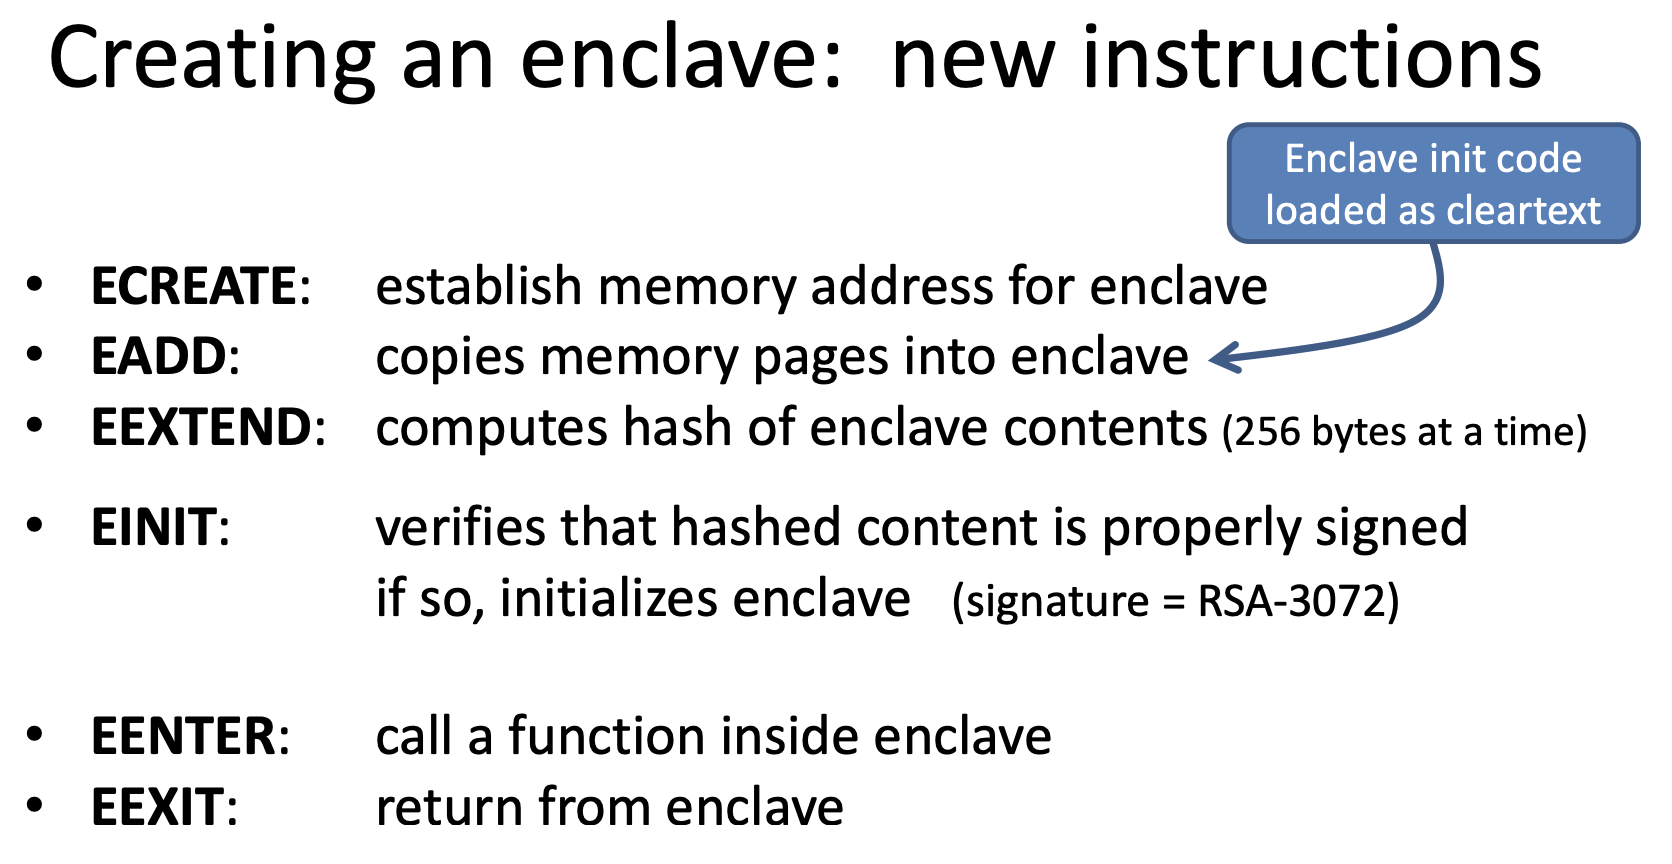 Creating an enclave: new instructions
Enclave init code
loaded as cleartext
• ECREATE: establish memory address for enclave
• EADD: copies memory pages into enclave
• EEXTEND: computes hash of enclave contents (256 bytes at a time)
• EINIT: verifies that hashed content is properly signed
if so, initializes enclave (signature = RSA-3072)
• EENTER: call a function inside enclave
• EEXIT: return from enclave